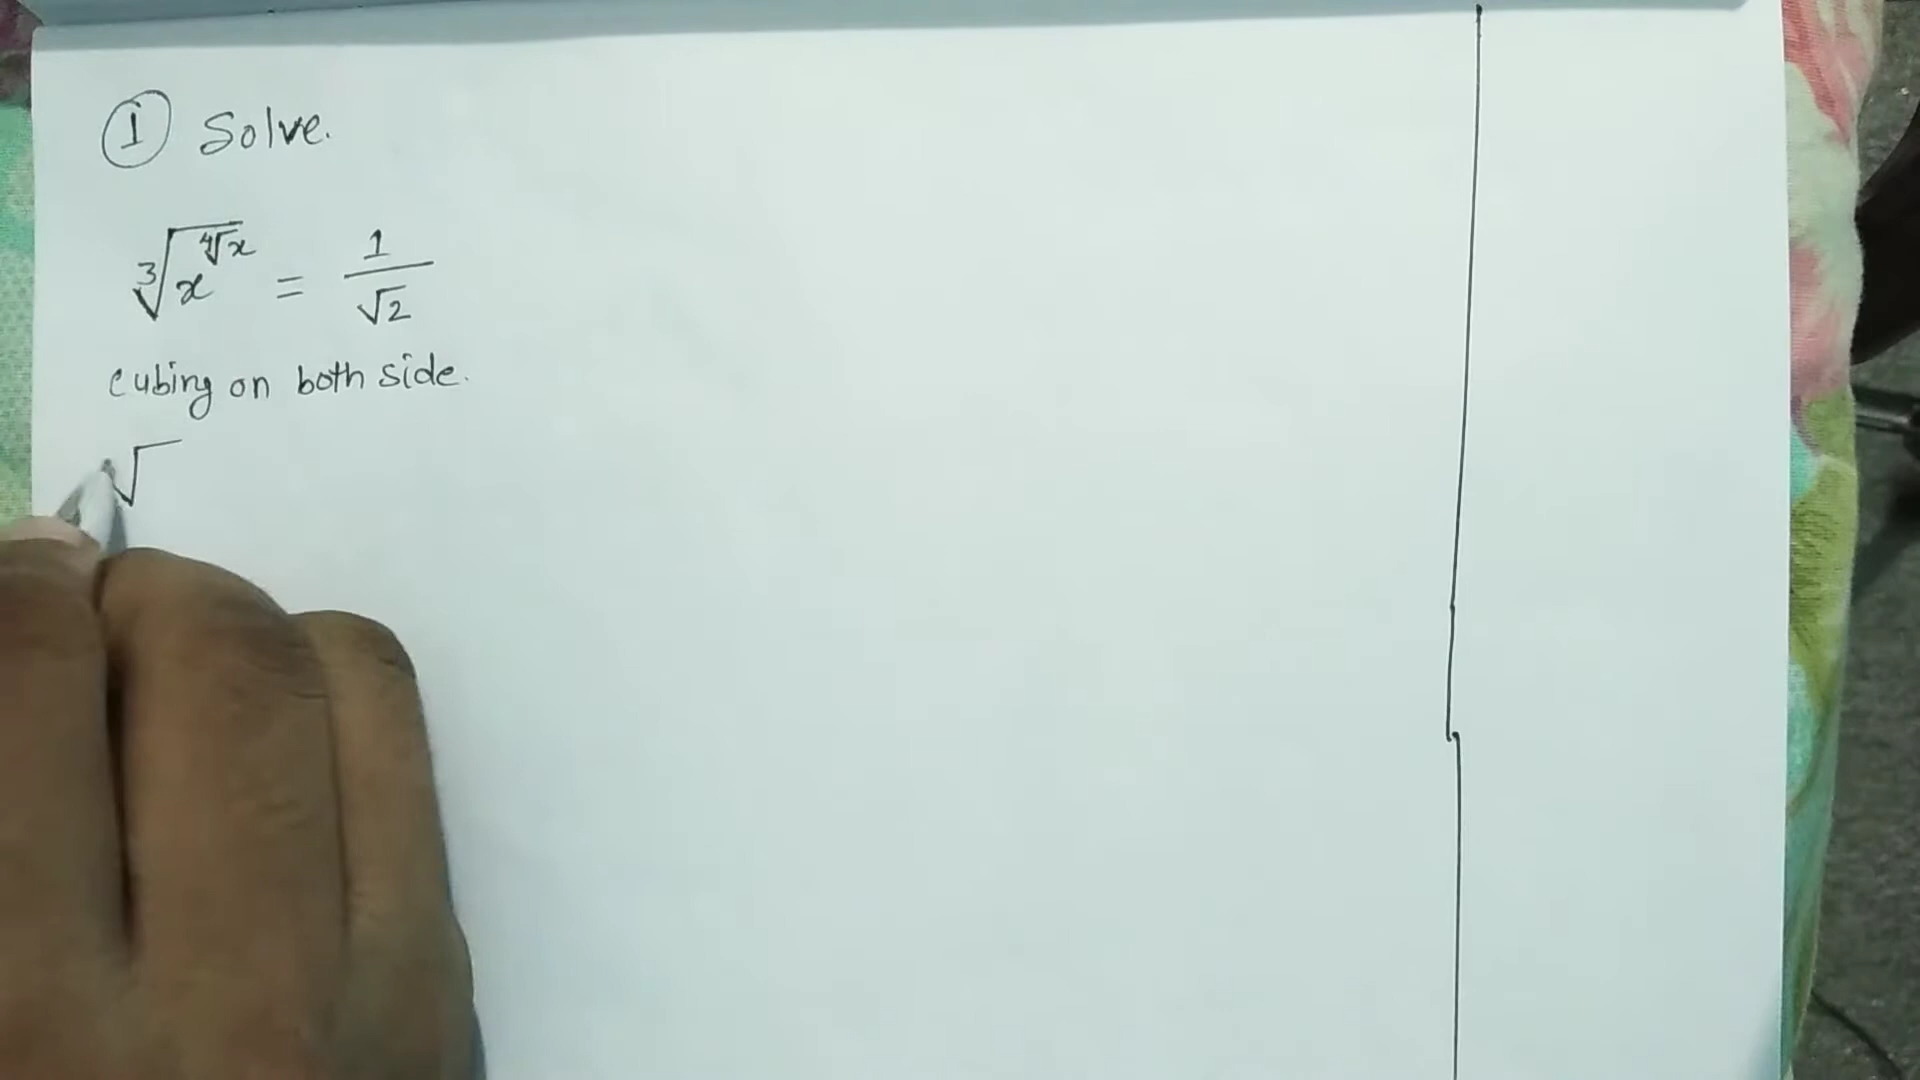 ① Solve.
∛(x^(∜x)) = 1/√2
cubing on both side.
√